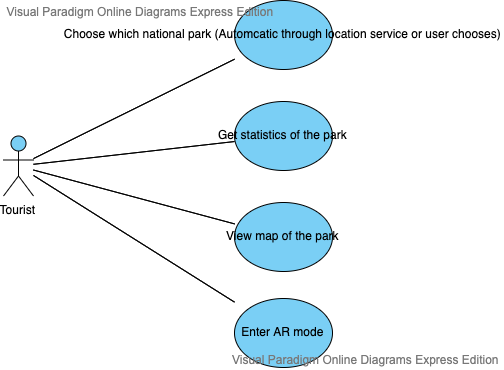 Visual Paradigm Online Diagrams Express Edition
Choose which national park (Automcatic through location service or user chooses)
Get statistics of the park
Tourist
View map of the park
Enter AR mode
Visual Paradigm Online Diagrams Express Edition